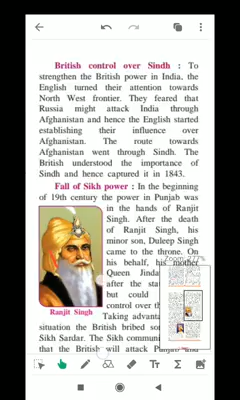 British control over Sindh : To
strengthen the British power in India, the
English turned their attention towards
North West frontier. They feared that
Russia might attack India through
Afghanistan and hence the English started
establishing their influence over
Afghanistan. The route towards
Afghanistan went through Sindh. The
British understood the importance of
Sindh and hence captured it in 1843.
Fall of Sikh power : In the beginning
of 19th century the power in Punjab was
in the hands of Ranjit
Singh. After the death
of Ranjit Singh, his
minor son, Duleep Singh
came to the throne. On
his behalf, his mother
Zoom: 277%
Queen Jinda
after the sta
but could
control over th
Ranjit Singh
Taking advanta
situation the British bribed so
Sikh Sardar. The Sikh commun
that the British will attack Punjab and
Tt
Σ